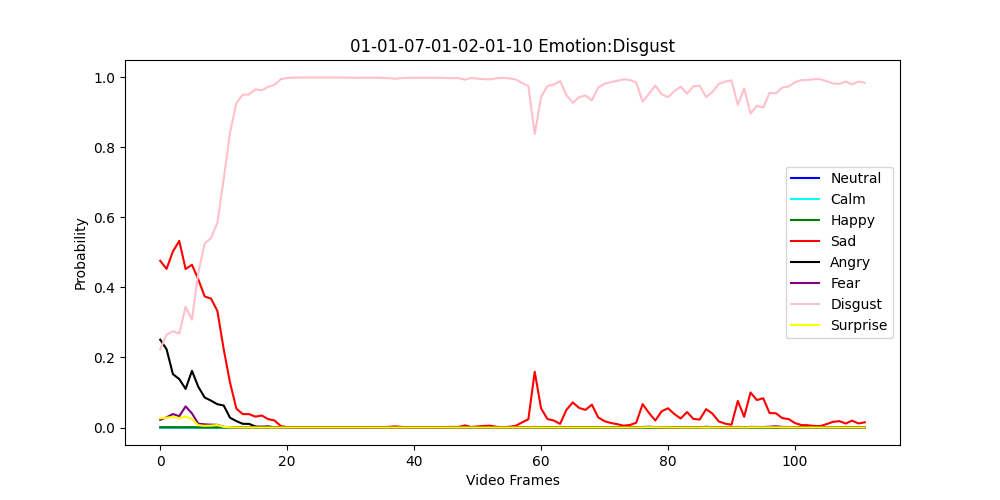 01-01-07-01-02-01-10 Emotion:Disgust
1.0
0.8
0.6
0.4
0.2
0.0
Probability
Neutral
Calm
Happy
Sad
Angry
Fear
Disgust
Surprise
0 20 40 60 80 100
Video Frames